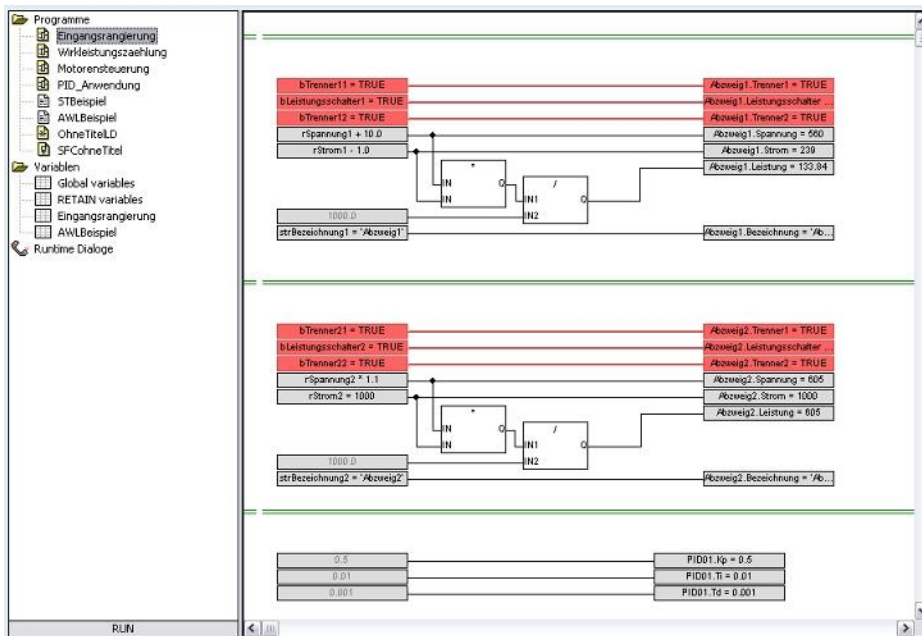 Programme
Eingangsrangierung
Wirkleistungszaehlung
Motorensteuerung
PID_Anwendung
STBeispiel
AWLBeispiel
OhneTitelLD
SFCohneTitel
Variablen
Global variables
RETAIN variables
Eingangsrangierung
AWLBeispiel
Runtime Dialoge
RUN
bTrenner11 = TRUE
Abzweig1.Trenner1 = TRUE
bLeistungsschalter1 = TRUE
Abzweig1.Leistungsschalter ...
bTrenner12 = TRUE
Abzweig1.Trenner2 = TRUE
rSpannung1 + 10.0
Abzweig1.Spannung = 560
rStrom1 - 1.0
Abzweig1.Strom = 239
Abzweig1.Leistung = 133.84
* /
IN Q IN1 Q
IN IN2
1000.0
strBezeichnung1 = 'Abzweig1'
Abzweig1.Bezeichnung = 'Ab...
bTrenner21 = TRUE
Abzweig2.Trenner1 = TRUE
bLeistungsschalter2 = TRUE
Abzweig2.Leistungsschalter ...
bTrenner22 = TRUE
Abzweig2.Trenner2 = TRUE
rSpannung2 * 1.1
Abzweig2.Spannung = 605
rStrom2 = 1000
Abzweig2.Strom = 1000
Abzweig2.Leistung = 605
* /
IN Q IN1 Q
IN IN2
1000.0
strBezeichnung2 = 'Abzweig2'
Abzweig2.Bezeichnung = 'Ab...
0.5
PID01.Kp = 0.5
0.01
PID01.Ti = 0.01
0.001
PID01.Td = 0.001